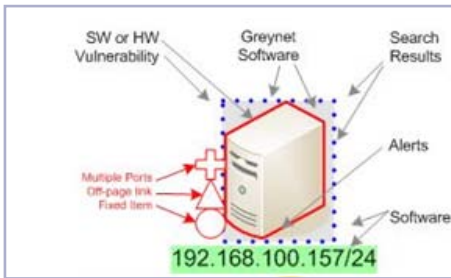 SW or HW
Vulnerability
Greynet
Software
Search
Results
Alerts
Multiple Ports
Off-page link
Fixed Item
Software
192.168.100.157/24